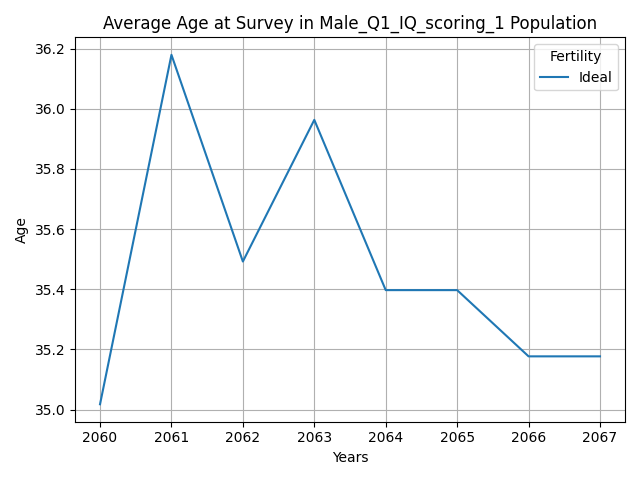 Average Age at Survey in Male_Q1_IQ_scoring_1 Population
Fertility
Ideal
36.2
36.0
35.8
35.6
35.4
35.2
35.0
Age
2060 2061 2062 2063 2064 2065 2066 2067
Years